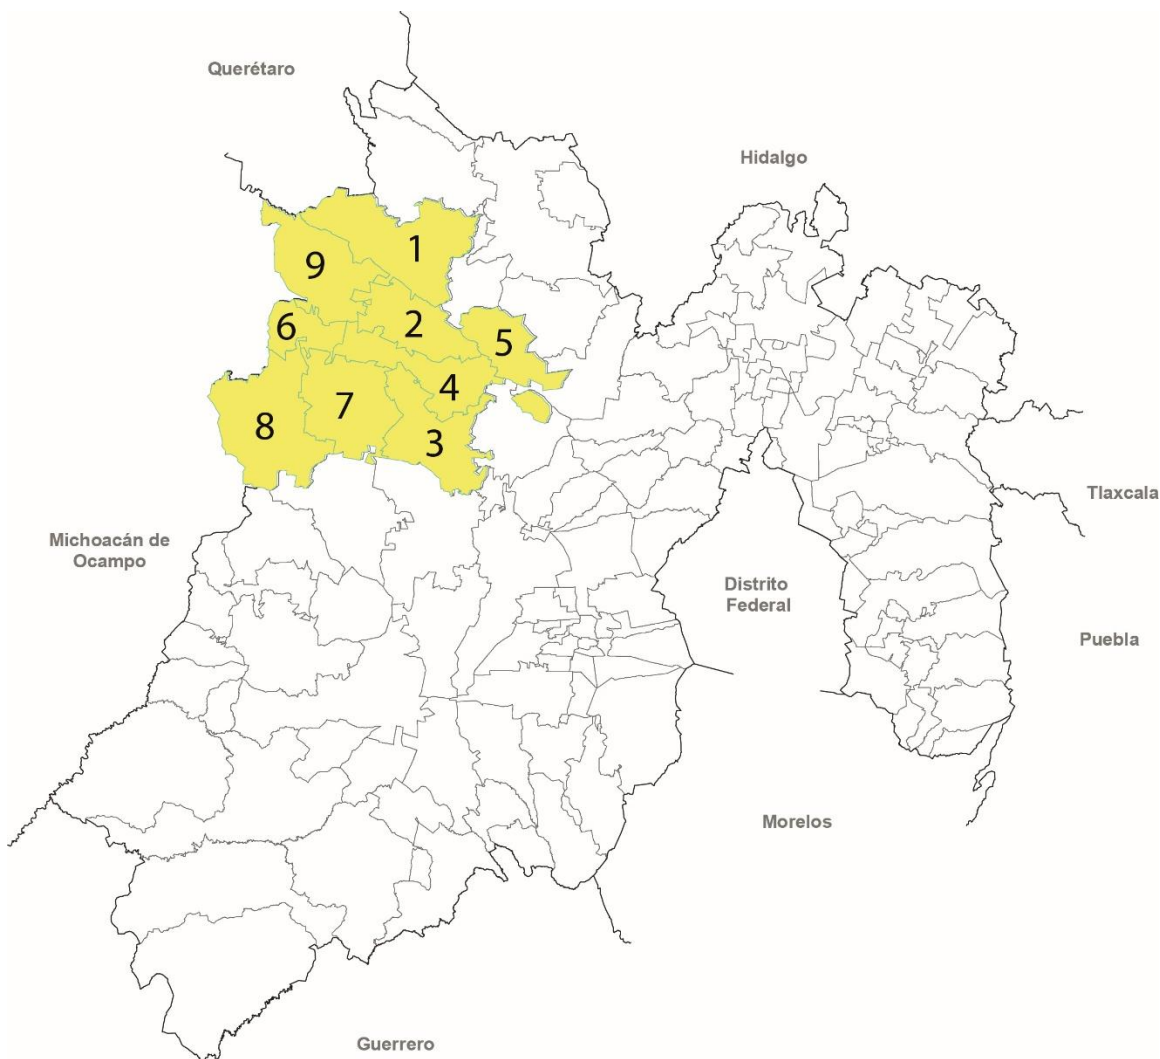 Querétaro
Hidalgo
1
9
2
6
5
4
7
8
3
Tlaxcala
Michoacán de
Ocampo
Distrito
Federal
Puebla
Morelos
Guerrero